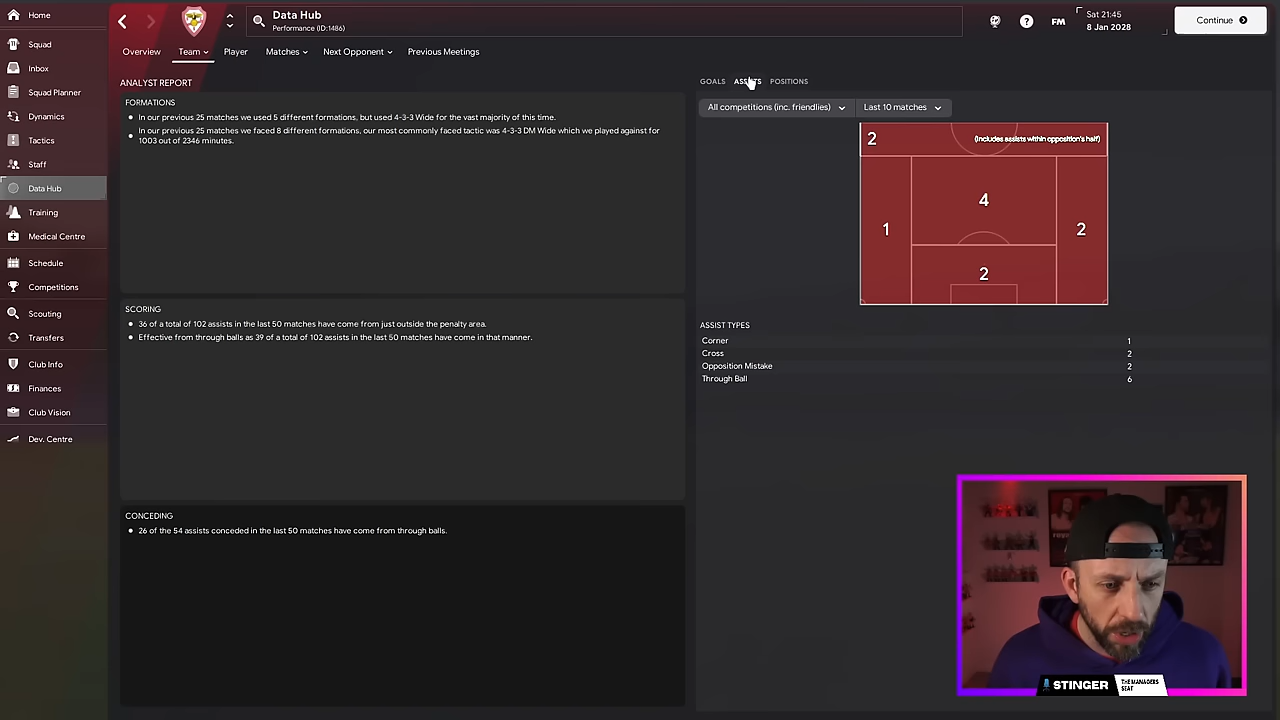 Home
Squad
Inbox
Squad Planner
Dynamics
Tactics
Staff
Data Hub
Training
Medical Centre
Schedule
Competitions
Scouting
Transfers
Club Info
Finances
Club Vision
Dev. Centre
Data Hub
Performance (ID:1486)
?
FM
Sat 21:45
8 Jan 2028
Continue
Overview
Team
Player
Matches
Next Opponent
Previous Meetings
ANALYST REPORT
FORMATIONS
In our previous 25 matches we used 5 different formations, but used 4-3-3 Wide for the vast majority of this time.
In our previous 25 matches we faced 8 different formations, our most commonly faced tactic was 4-3-3 DM Wide which we played against for
1003 out of 2346 minutes.
SCORING
36 of a total of 102 assists in the last 50 matches have come from just outside the penalty area.
Effective from through balls as 39 of a total of 102 assists in the last 50 matches have come in that manner.
CONCEDING
26 of the 54 assists conceded in the last 50 matches have come from through balls.
GOALS
ASSISTS
POSITIONS
All competitions (inc. friendlies)
Last 10 matches
2
(Includes assists within opposition's half)
4
1
2
2
ASSIST TYPES
Corner 1
Cross 2
Opposition Mistake 2
Through Ball 6
STINGER
THE MANAGERS
SEAT